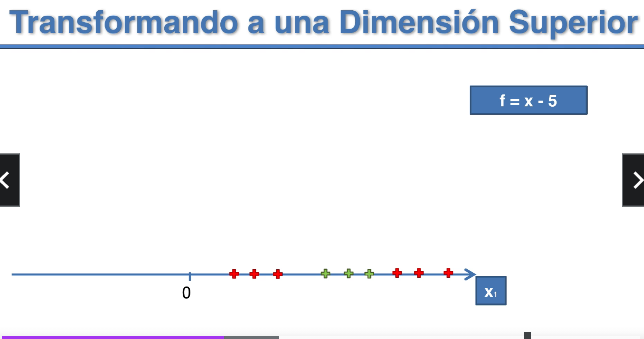 Transformando a una Dimensión Superior
f = x - 5
0
X₁